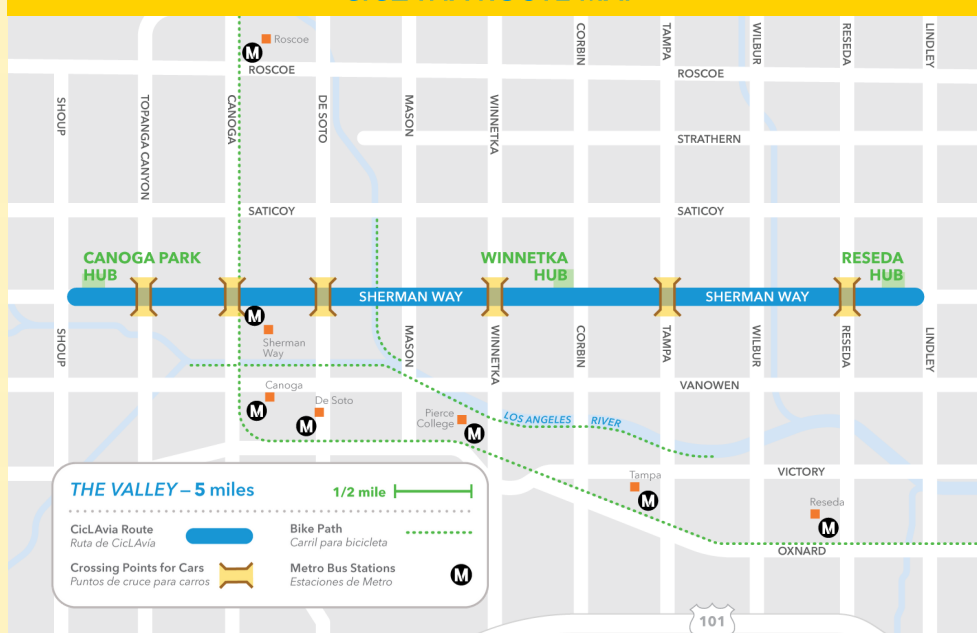 Roscoe
M
ROSCOE
ROSCOE
SHOUP
TOPANGA CANYON
CANOGA
DE SOTO
MASON
WINNETKA
CORBIN
TAMPA
WILBUR
RESEDA
LINDLEY
STRATHERN
SATICOY
SATICOY
CANOGA PARK
HUB
WINNETKA
HUB
RESEDA
HUB
SHERMAN WAY
SHERMAN WAY
M
Sherman
Way
SHOUP
MASON
WINNETKA
CORBIN
TAMPA
WILBUR
RESEDA
LINDLEY
VANOWEN
Canoga
M
De Soto
M
Pierce
College
M
LOS ANGELES RIVER
VICTORY
Tampa
M
Reseda
M
OXNARD
THE VALLEY – 5 miles
1/2 mile
CicLAvia Route
Ruta de CicLAvía
Bike Path
Carril para bicicleta
Crossing Points for Cars
Puntos de cruce para carros
Metro Bus Stations
Estaciones de Metro
M
101